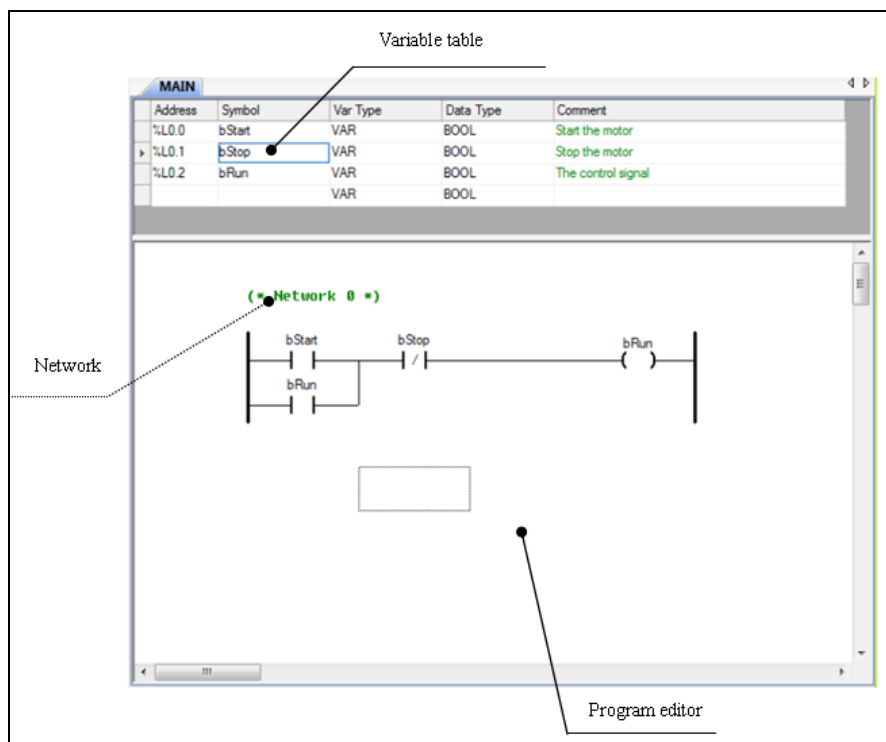 Variable table
MAIN
Address Symbol Var Type Data Type Comment
%L0.0 bStart VAR BOOL Start the motor
%L0.1 bStop VAR BOOL Stop the motor
%L0.2 bRun VAR BOOL The control signal
VAR BOOL
(* Network 0 *)
bStart bStop bRun
Network
bRun
Program editor